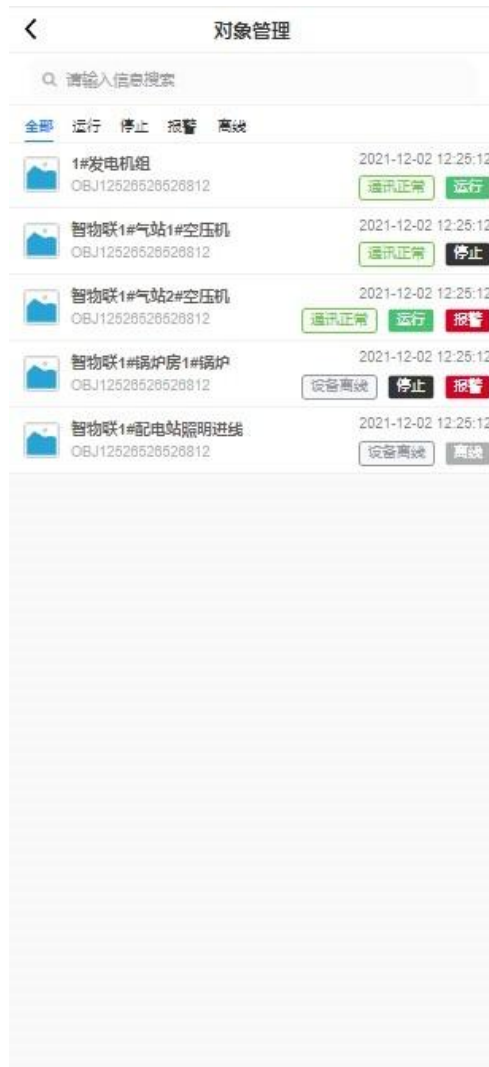 对象管理
请输入信息搜索
全部 运行 停止 报警 离线
1#发电机组 2021-12-02 12:25:12
OBJ12526526526812 通讯正常 运行
智物联1#气站1#空压机 2021-12-02 12:25:12
OBJ12526526526812 通讯正常 停止
智物联1#气站2#空压机 2021-12-02 12:25:12
OBJ12526526526812 通讯正常 运行 报警
智物联1#锅炉房1#锅炉 2021-12-02 12:25:12
OBJ12526526526812 设备离线 停止 报警
智物联1#配电站照明进线 2021-12-02 12:25:12
OBJ12526526526812 设备离线 离线